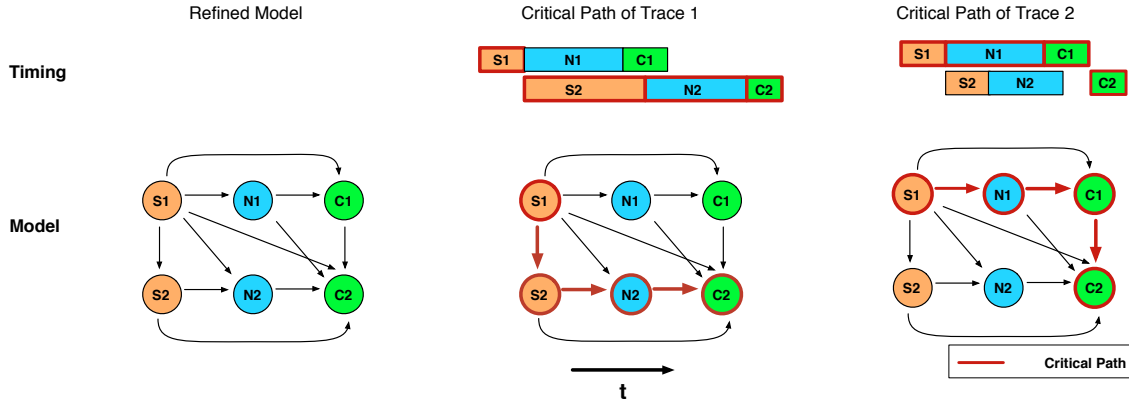 Refined Model
Critical Path of Trace 1
Critical Path of Trace 2
Timing
S1 N1 C1
S2 N2 C2
S1 N1 C1
S2 N2 C2
Model
S1 N1 C1
S2 N2 C2
S1 N1 C1
S2 N2 C2
S1 N1 C1
S2 N2 C2
t
Critical Path